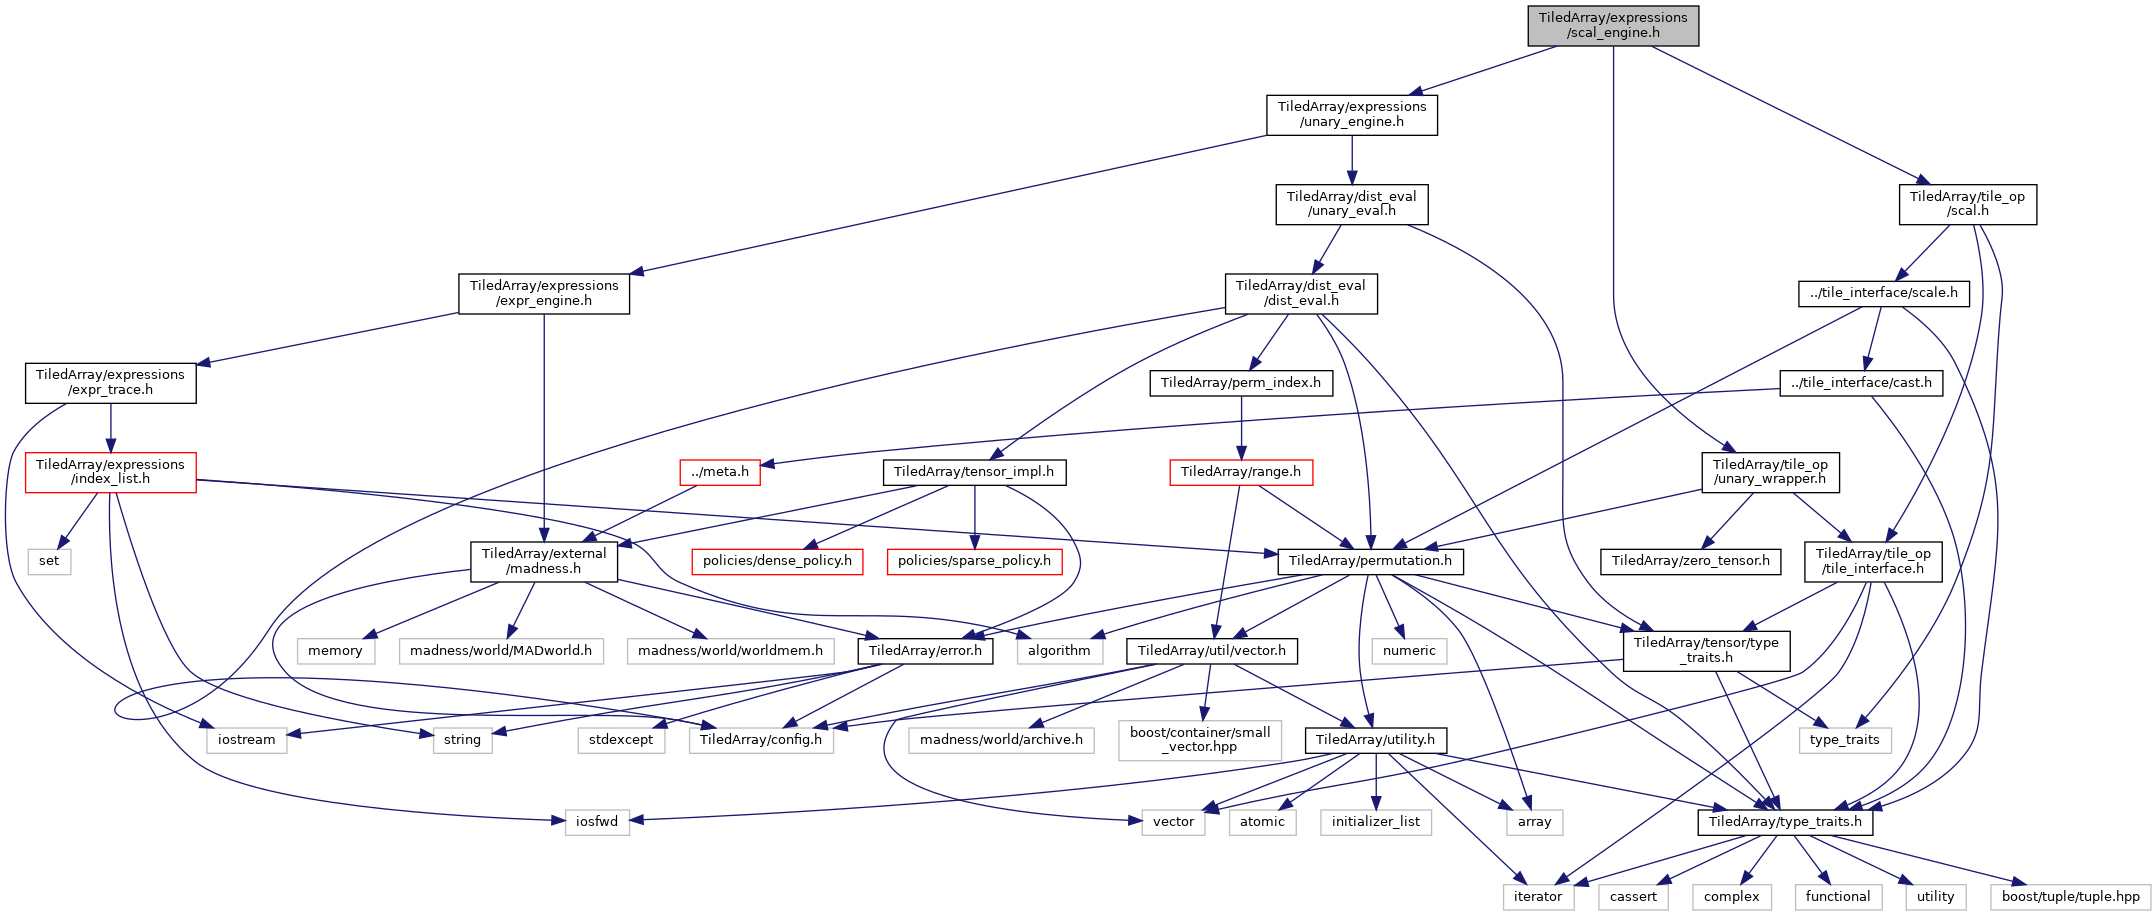 TiledArray/expressions
/scal_engine.h
TiledArray/expressions
/unary_engine.h
TiledArray/dist_eval
/unary_eval.h
TiledArray/tile_op
/scal.h
TiledArray/expressions
/expr_engine.h
TiledArray/dist_eval
/dist_eval.h
../tile_interface/scale.h
TiledArray/expressions
/expr_trace.h
TiledArray/perm_index.h
../tile_interface/cast.h
TiledArray/expressions
/index_list.h
../meta.h
TiledArray/tensor_impl.h
TiledArray/range.h
TiledArray/tile_op
/unary_wrapper.h
set
TiledArray/external
/madness.h
policies/dense_policy.h
policies/sparse_policy.h
TiledArray/permutation.h
TiledArray/zero_tensor.h
TiledArray/tile_op
/tile_interface.h
memory
madness/world/MADworld.h
madness/world/worldmem.h
TiledArray/error.h
algorithm
TiledArray/util/vector.h
numeric
TiledArray/tensor/type
_traits.h
iostream
string
stdexcept
TiledArray/config.h
madness/world/archive.h
boost/container/small
_vector.hpp
TiledArray/utility.h
type_traits
iosfwd
vector
atomic
initializer_list
array
TiledArray/type_traits.h
iterator
cassert
complex
functional
utility
boost/tuple/tuple.hpp